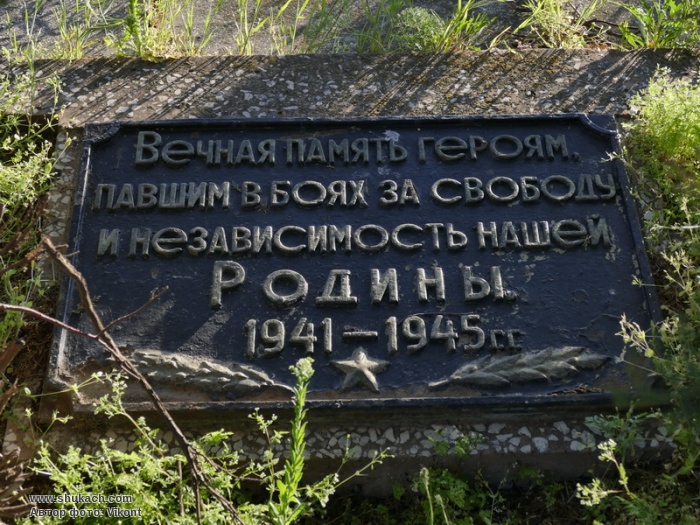 Вечная память героям,
павшим в боях за свободу
и независимость нашей
Родины.
1941—1945 гг.
www.shukach.com
Автор фото: Vikont